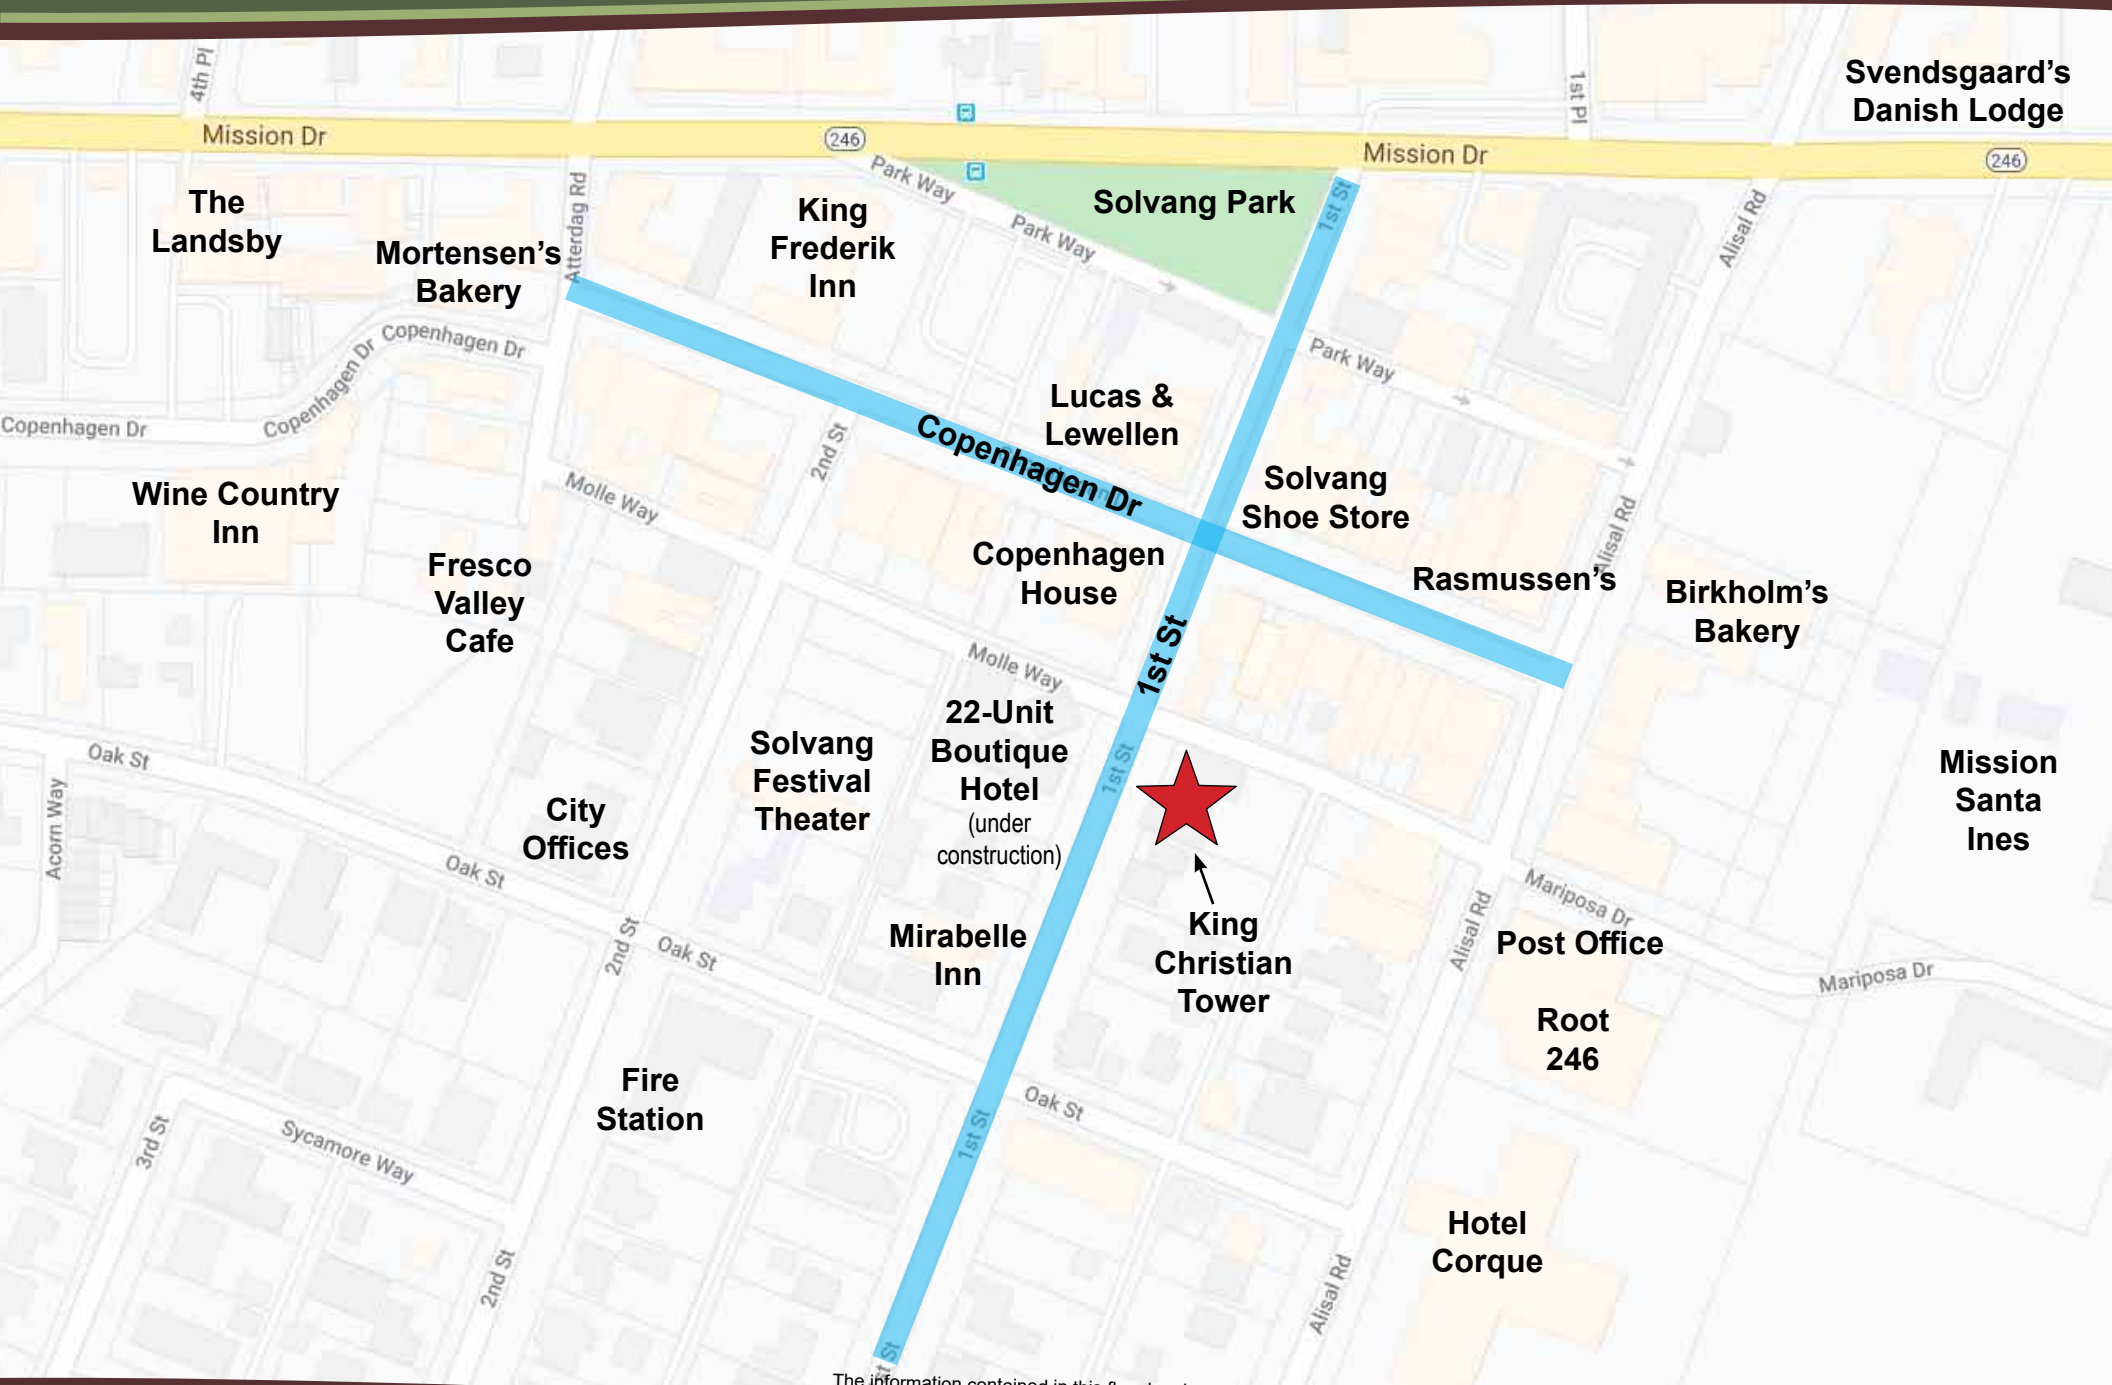 4th Pl
1st Pl
Svendsgaard's
Danish Lodge
Mission Dr
246
Mission Dr
246
Park Way
Park Way
Solvang Park
1st St
Alisal Rd
The
Landsby
Atterdag Rd
King
Frederik
Inn
Mortensen's
Bakery
Copenhagen Dr
Copenhagen Dr
Copenhagen Dr
Park Way
Lucas &
Lewellen
Copenhagen Dr
2nd St
Molle Way
Solvang
Shoe Store
Alisal Rd
Wine Country
Inn
Fresco
Valley
Cafe
Copenhagen
House
Rasmussen's
Birkholm's
Bakery
1st St
Molle Way
22-Unit
Boutique
Hotel
(under
construction)
1st St
Solvang
Festival
Theater
Oak St
Acorn Way
City
Offices
Oak St
Mission
Santa
Ines
Mariposa Dr
Mariposa Dr
King
Christian
Tower
Alisal Rd
Post Office
Mirabelle
Inn
2nd St
Oak St
Root
246
Fire
Station
Oak St
1st St
3rd St
Sycamore Way
Hotel
Corque
2nd St
Alisal Rd
St
The information contained in this